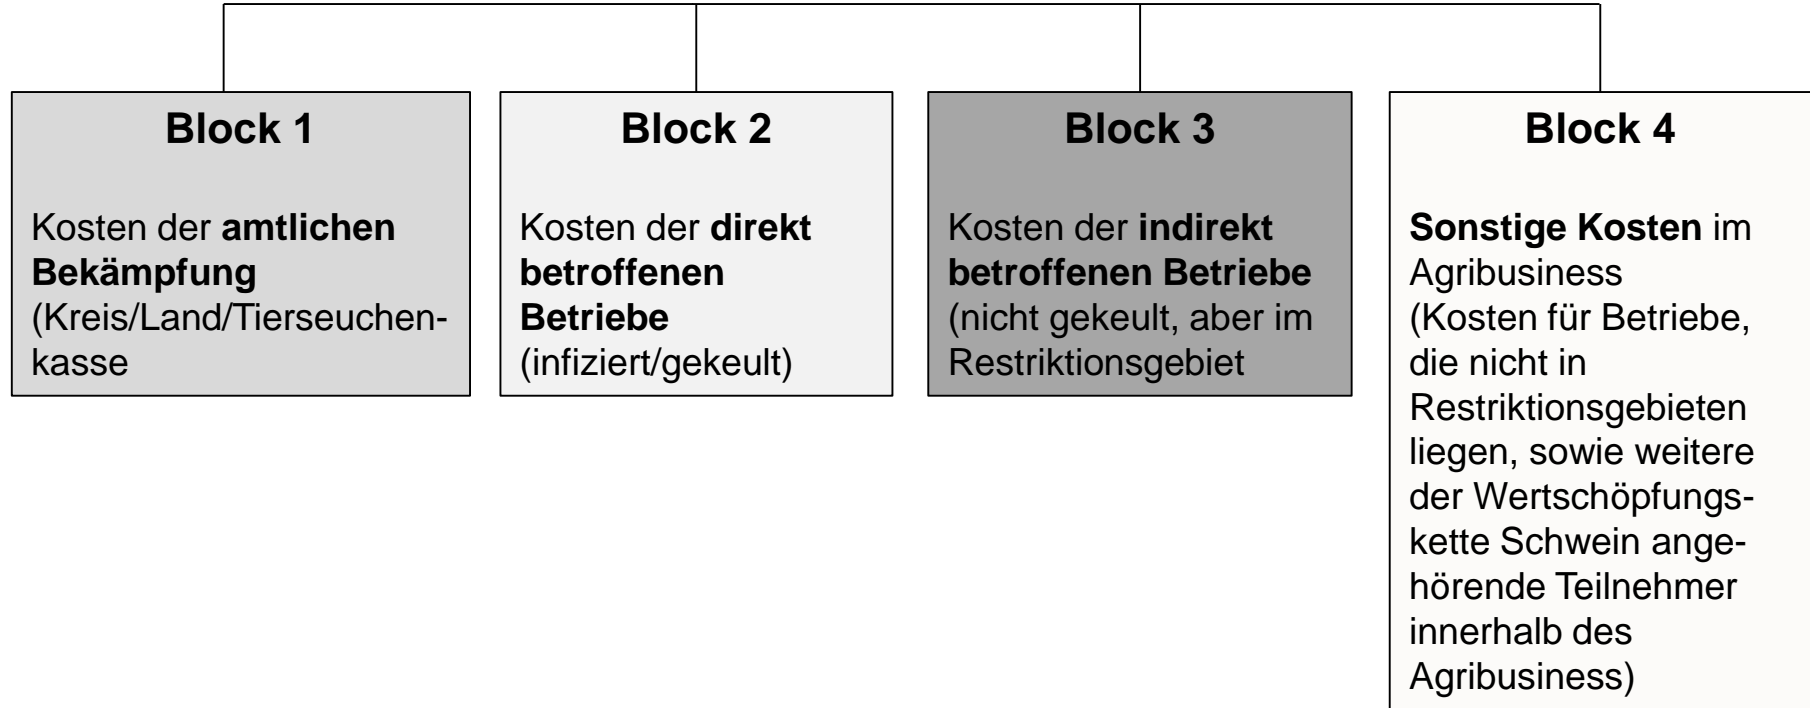 Block 1
Kosten der amtlichen
Bekämpfung
(Kreis/Land/Tierseuchen-
kasse
Block 2
Kosten der direkt
betroffenen
Betriebe
(infiziert/gekeult)
Block 3
Kosten der indirekt
betroffenen Betriebe
(nicht gekeult, aber im
Restriktionsgebiet
Block 4
Sonstige Kosten im
Agribusiness
(Kosten für Betriebe,
die nicht in
Restriktionsgebieten
liegen, sowie weitere
der Wertschöpfungs-
kette Schwein ange-
hörende Teilnehmer
innerhalb des
Agribusiness)